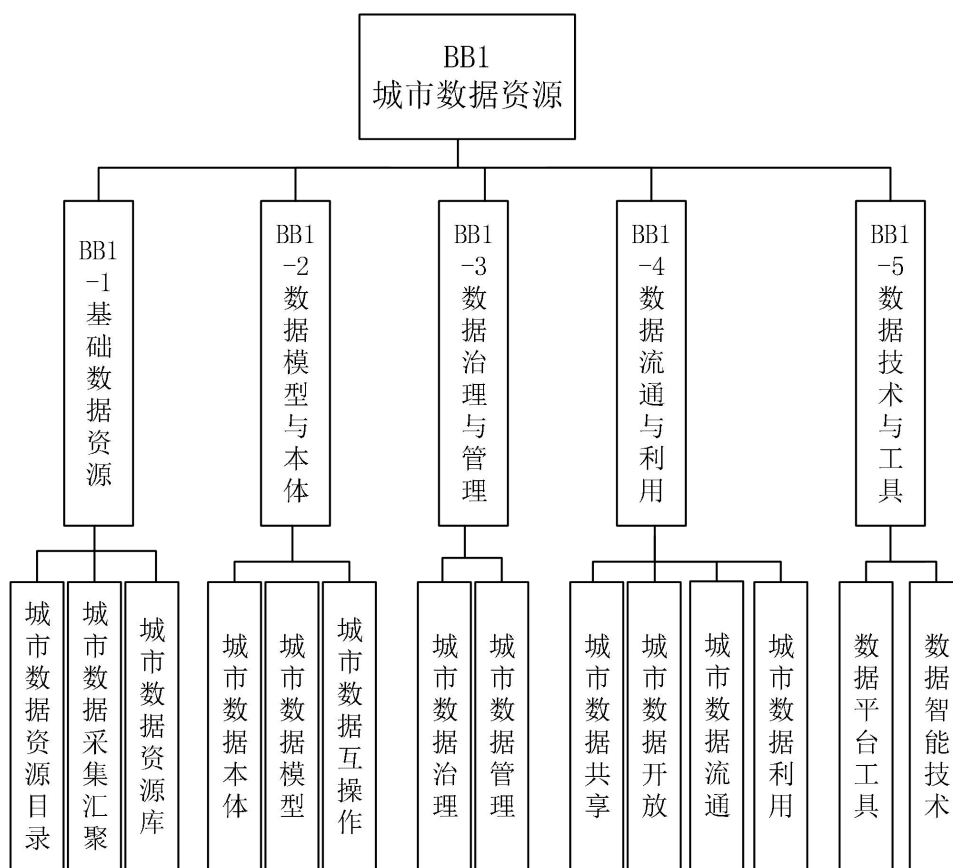 BB1
城市数据资源
BB1-1基础数据资源
BB1-2数据模型与本体
BB1-3数据治理与管理
BB1-4数据流通与利用
BB1-5数据技术与工具
城市数据资源目录
城市数据采集汇聚
城市数据资源库
城市数据本体
城市数据模型
城市数据互操作
城市数据治理
城市数据管理
城市数据共享
城市数据开放
城市数据流通
城市数据利用
数据平台工具
数据智能技术